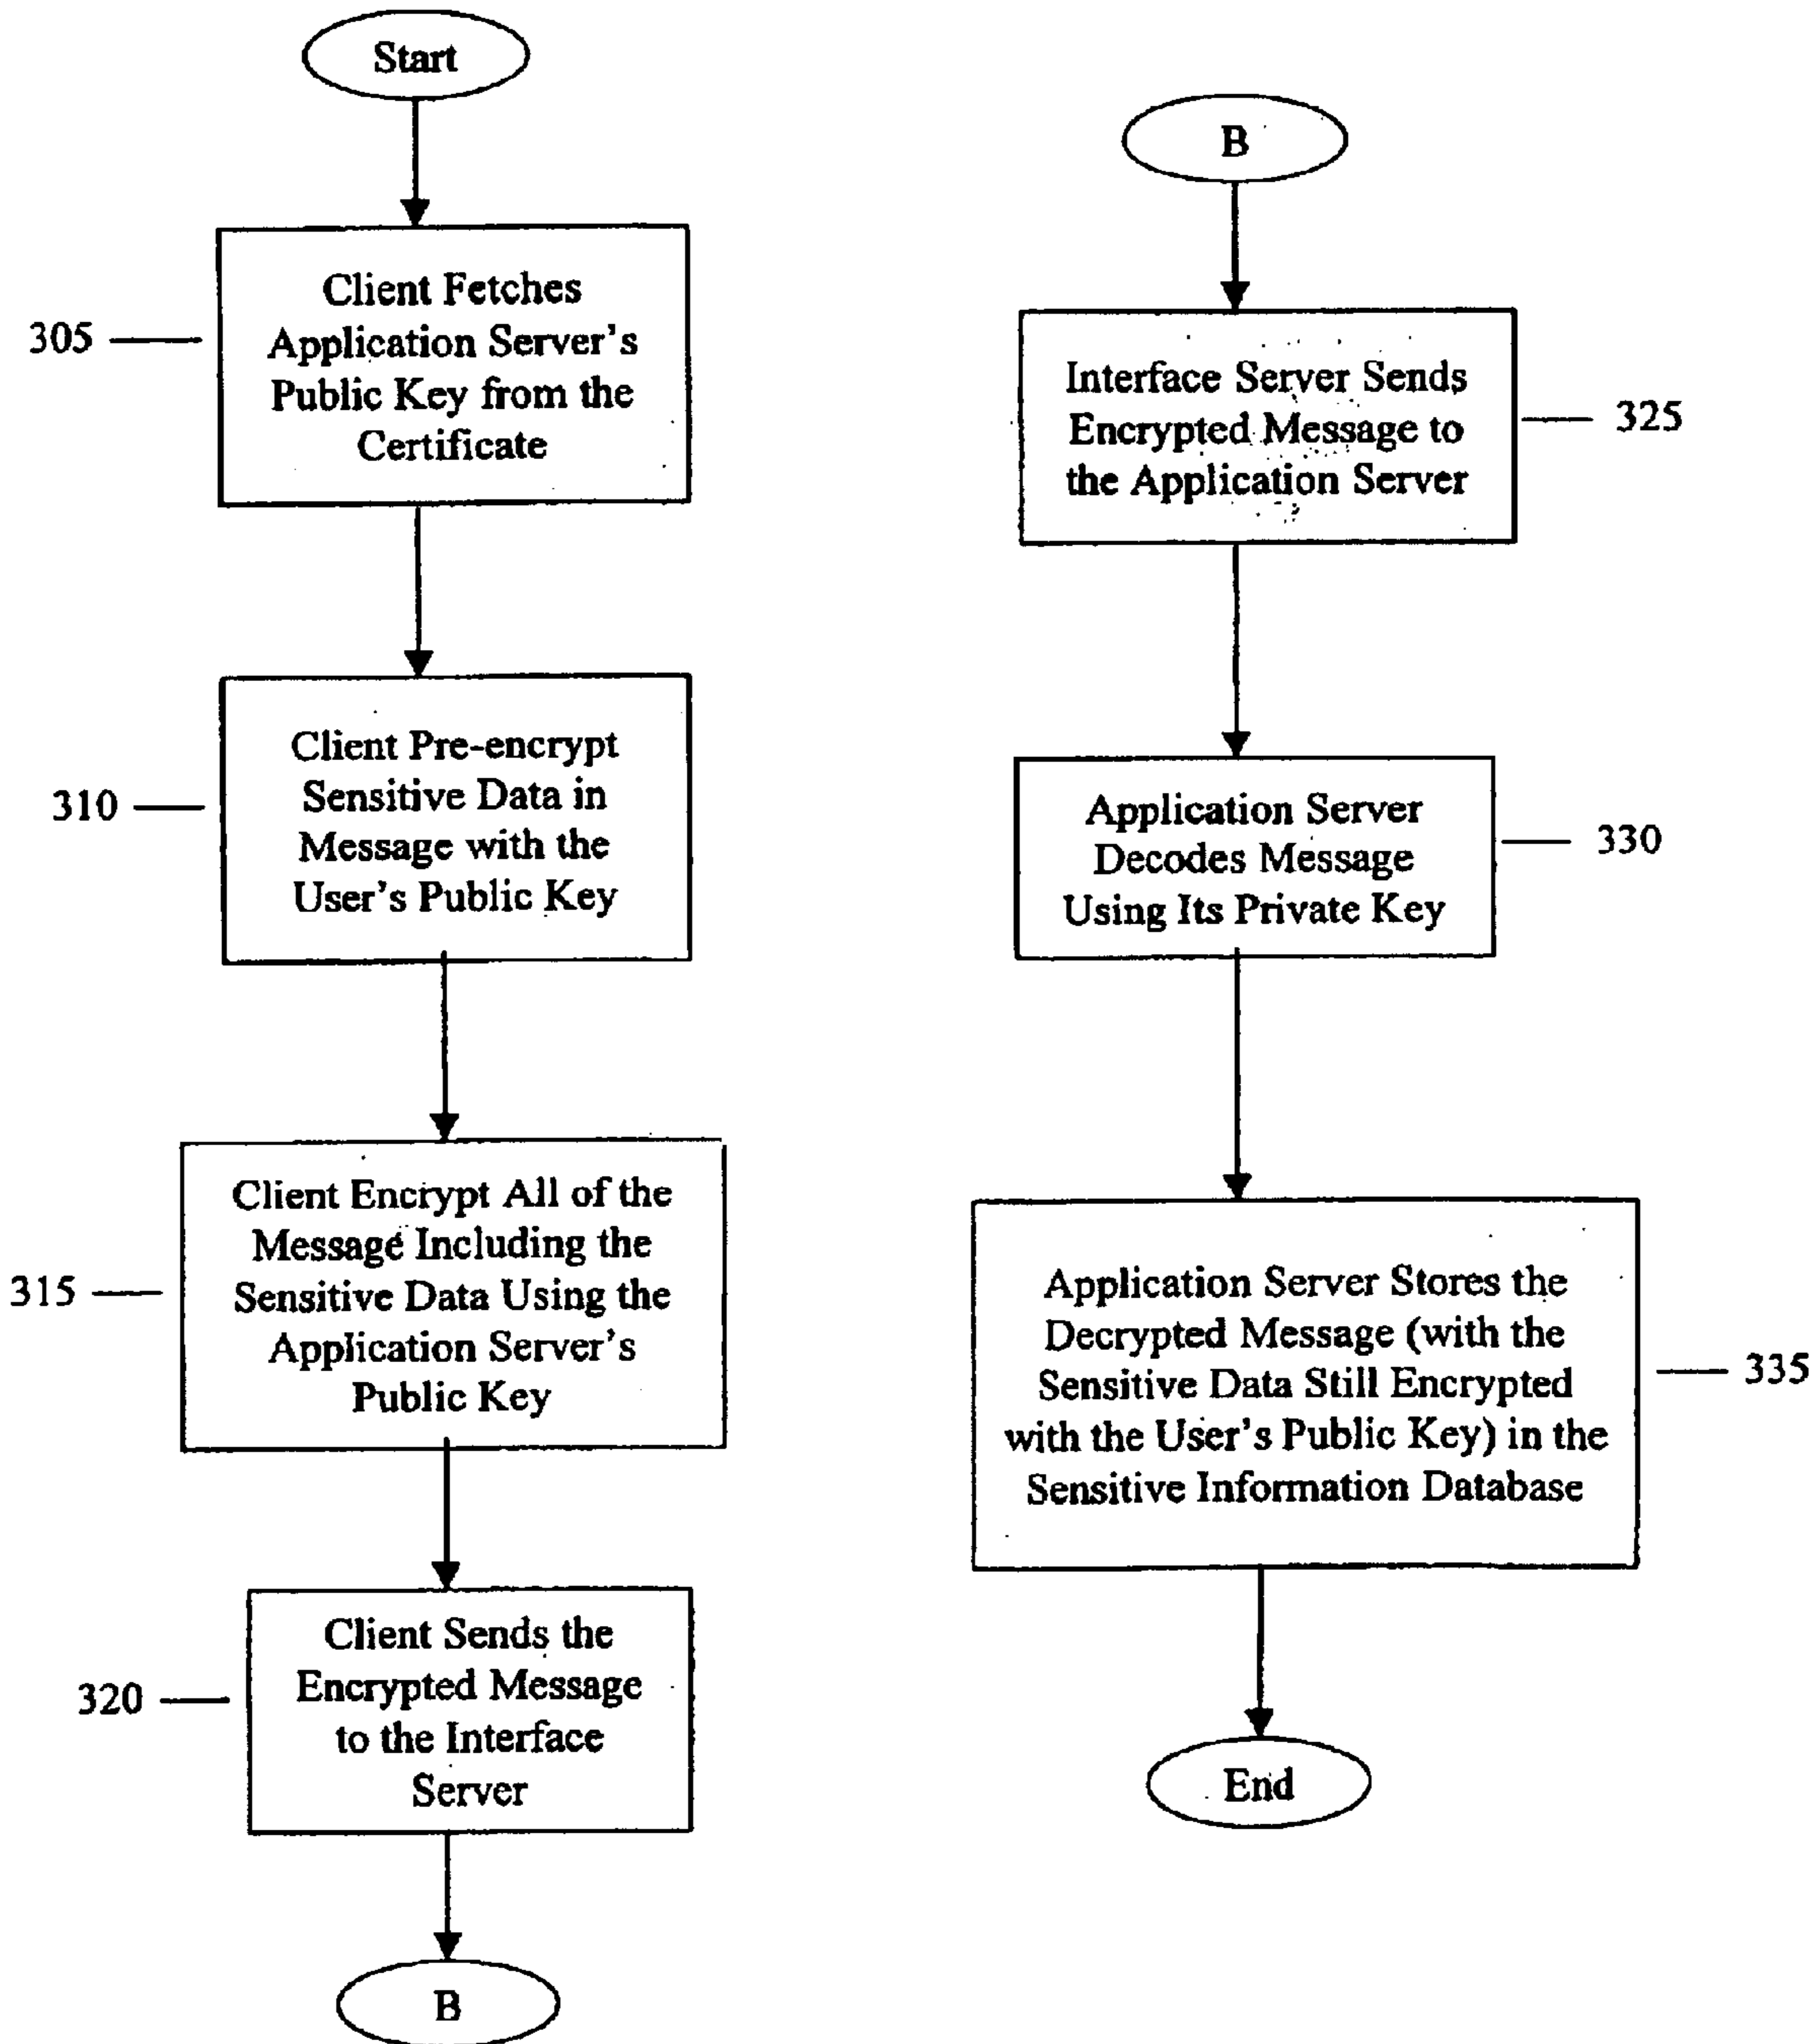 Start
305
Client Fetches
Application Server's
Public Key from the
Certificate
310
Client Pre-encrypt
Sensitive Data in
Message with the
User's Public Key
315
Client Encrypt All of the
Message Including the
Sensitive Data Using the
Application Server's
Public Key
320
Client Sends the
Encrypted Message
to the Interface
Server
B
B
Interface Server Sends
Encrypted Message to
the Application Server
325
Application Server
Decodes Message
Using Its Private Key
330
Application Server Stores the
Decrypted Message (with the
Sensitive Data Still Encrypted
with the User's Public Key) in the
Sensitive Information Database
335
End